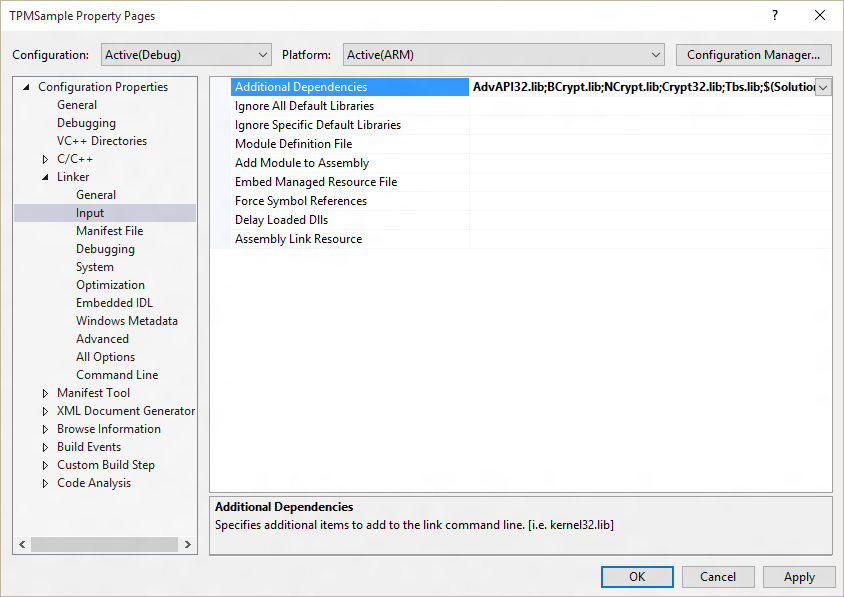 TPMSample Property Pages
Configuration: Active(Debug) Platform: Active(ARM) Configuration Manager...
Configuration Properties
General
Debugging
VC++ Directories
C/C++
Linker
General
Input
Manifest File
Debugging
System
Optimization
Embedded IDL
Windows Metadata
Advanced
All Options
Command Line
Manifest Tool
XML Document Generator
Browse Information
Build Events
Custom Build Step
Code Analysis
Additional Dependencies AdvAPI32.lib;BCrypt.lib;NCrypt.lib;Crypt32.lib;Tbs.lib;$(Solution
Ignore All Default Libraries
Ignore Specific Default Libraries
Module Definition File
Add Module to Assembly
Embed Managed Resource File
Force Symbol References
Delay Loaded Dlls
Assembly Link Resource
Additional Dependencies
Specifies additional items to add to the link command line. [i.e. kernel32.lib]
OK Cancel Apply